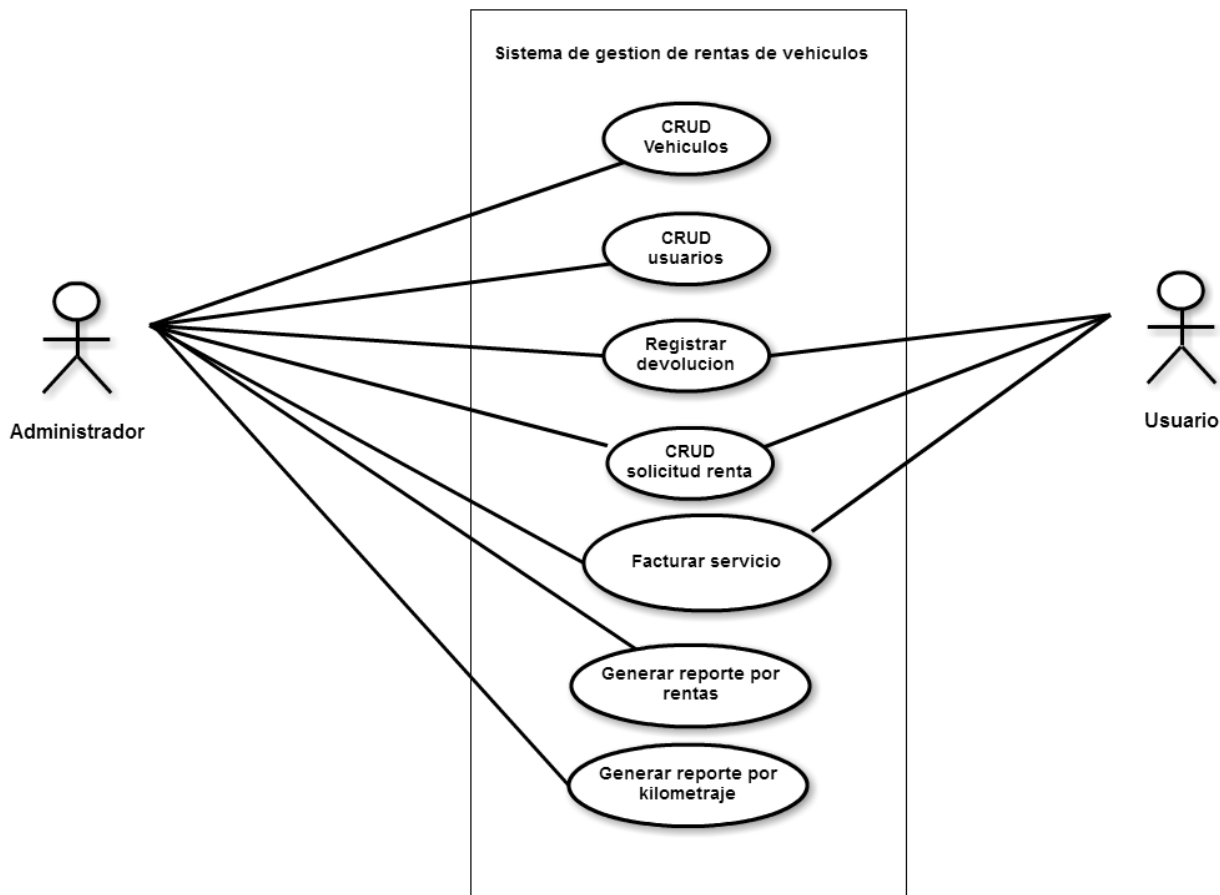 Sistema de gestion de rentas de vehiculos
CRUD
Vehiculos
CRUD
usuarios
Registrar
devolucion
CRUD
solicitud renta
Facturar servicio
Generar reporte por
rentas
Generar reporte por
kilometraje
Administrador
Usuario